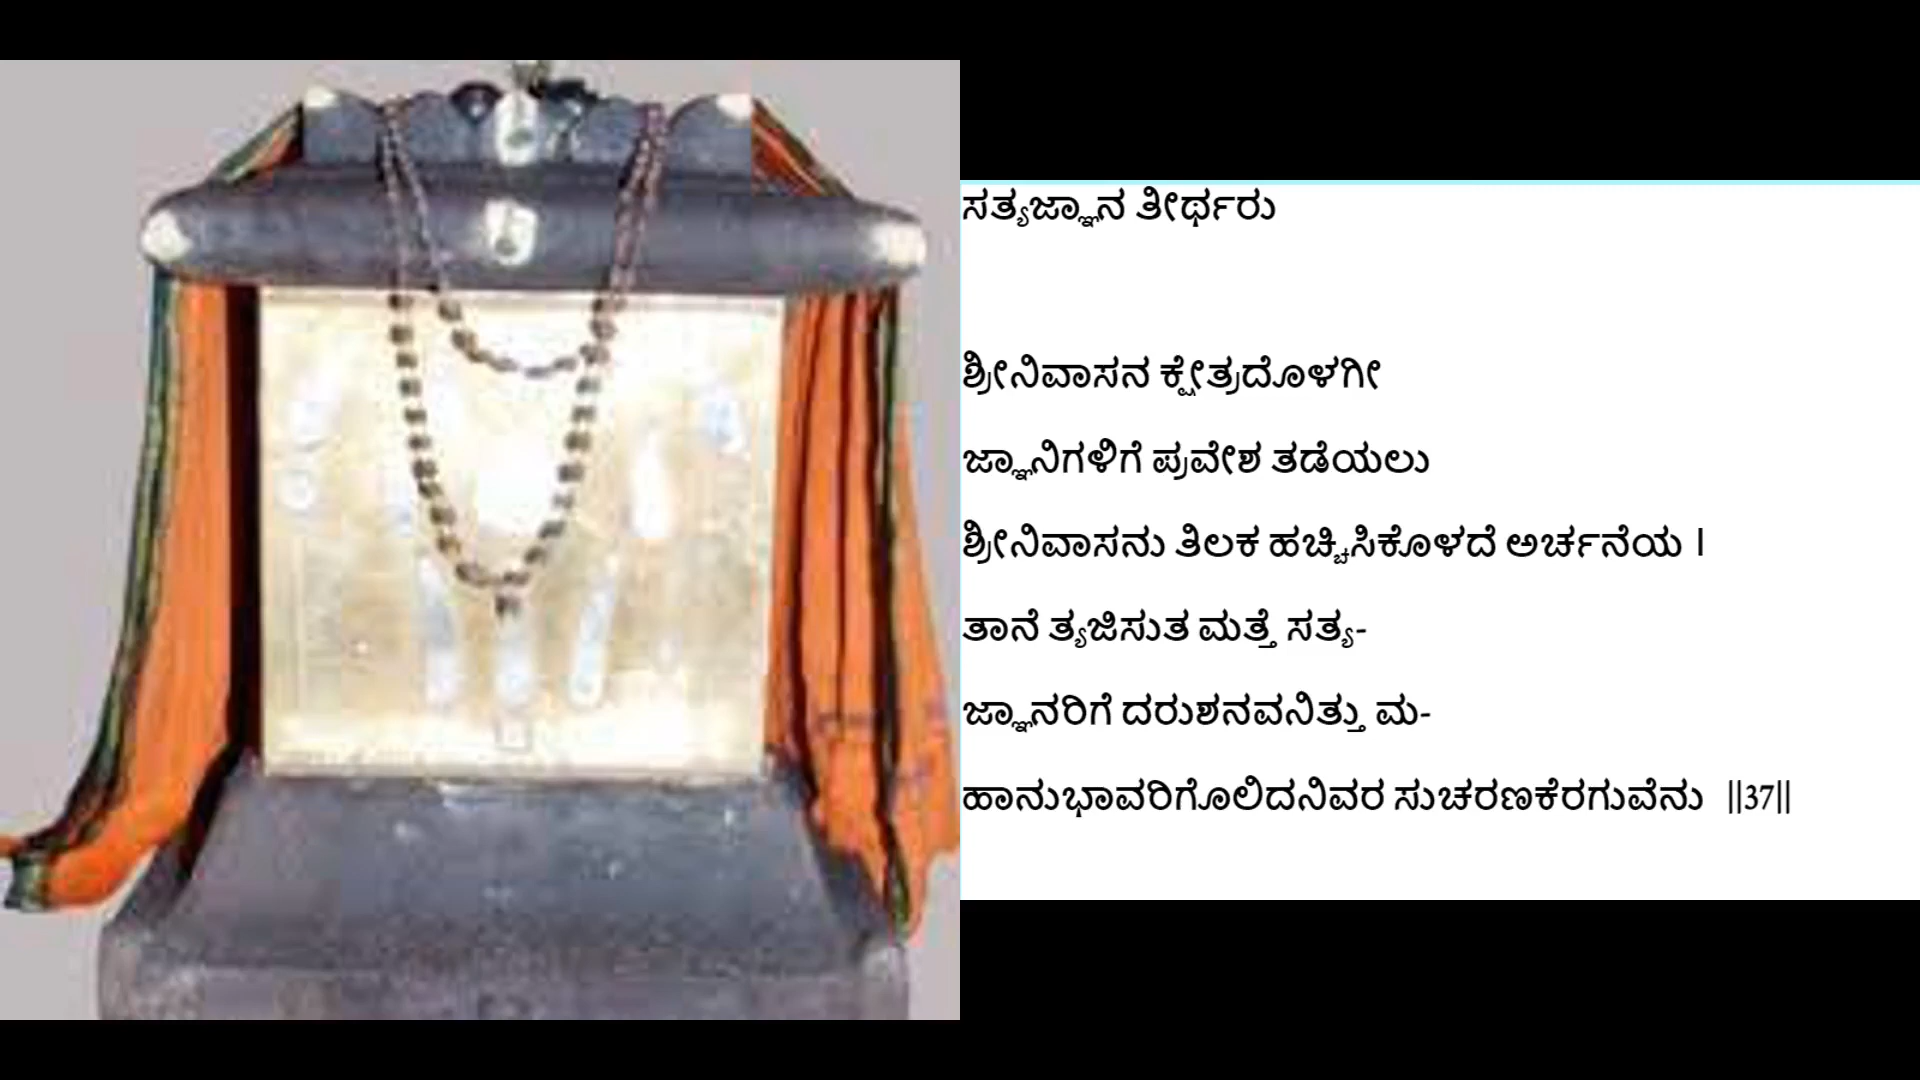 ಸತ್ಯಜ್ಞಾನ ತೀರ್ಥರು
ಶ್ರೀನಿವಾಸನ ಕ್ಷೇತ್ರದೊಳಗೀ
ಜ್ಞಾನಿಗಳಿಗೆ ಪ್ರವೇಶ ತಡೆಯಲು
ಶ್ರೀನಿವಾಸನು ತಿಲಕ ಹಚ್ಚಿಸಿಕೊಳದೆ ಅರ್ಚನೆಯ |
ತಾನೆ ತ್ಯಜಿಸುತ ಮತ್ತೆ ಸತ್ಯ-
ಜ್ಞಾನರಿಗೆ ದರುಶನವನಿತ್ತು ಮ-
ಹಾನುಭಾವರಿಗೊಲಿದನಿವರ ಸುಚರಣಕೆರಗುವೆನು ||37||